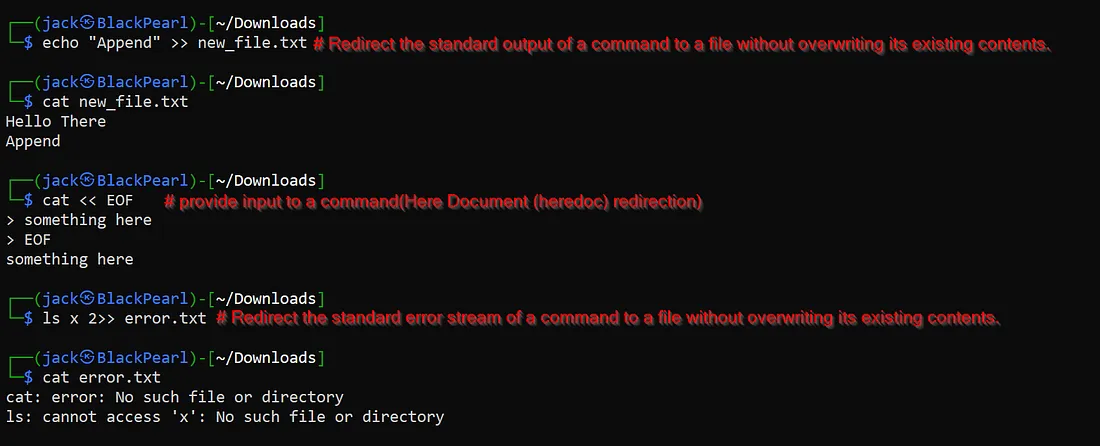 ┌──(jack㉿BlackPearl)-[~/Downloads]
└─$ echo "Append" >> new_file.txt # Redirect the standard output of a command to a file without overwriting its existing contents.
┌──(jack㉿BlackPearl)-[~/Downloads]
└─$ cat new_file.txt
Hello There
Append
┌──(jack㉿BlackPearl)-[~/Downloads]
└─$ cat << EOF # provide input to a command(Here Document (heredoc) redirection)
> something here
> EOF
something here
┌──(jack㉿BlackPearl)-[~/Downloads]
└─$ ls x 2>> error.txt # Redirect the standard error stream of a command to a file without overwriting its existing contents.
┌──(jack㉿BlackPearl)-[~/Downloads]
└─$ cat error.txt
cat: error: No such file or directory
ls: cannot access 'x': No such file or directory